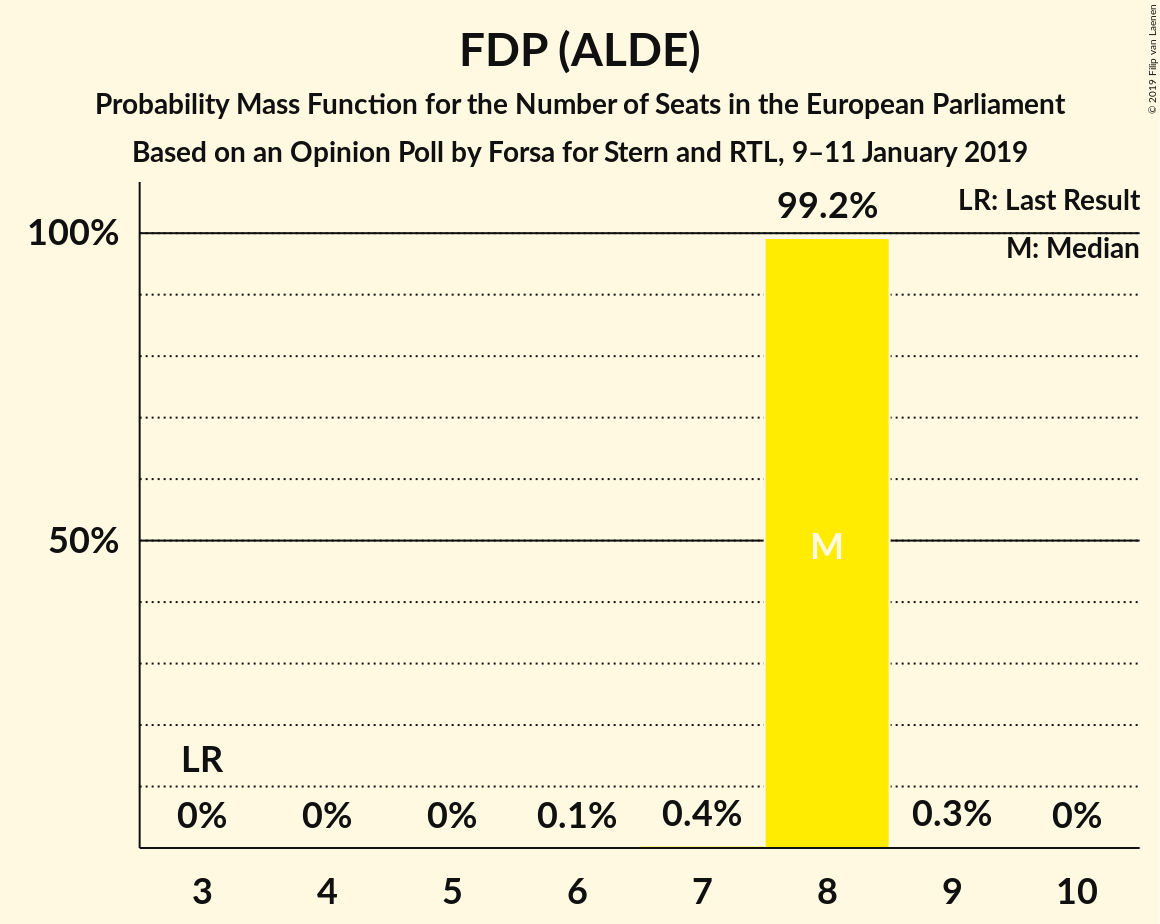 FDP (ALDE)
Probability Mass Function for the Number of Seats in the European Parliament
Based on an Opinion Poll by Forsa for Stern and RTL, 9–11 January 2019
© 2019 Filip van Laenen
LR: Last Result
M: Median
100%
50%
99.2%
M
LR
0%
0%
0%
0.1%
0.4%
0.3%
0%
3 4 5 6 7 8 9 10